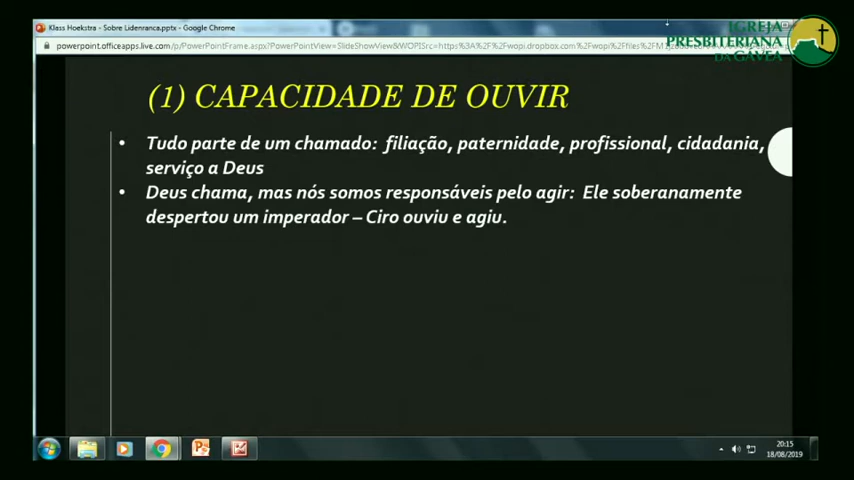 Klass Hoekstra - Sobre Lidenranca.pptx - Google Chrome
IGREJA
PRESBITERIANA
DA GÁVEA
(1) CAPACIDADE DE OUVIR
• Tudo parte de um chamado: filiação, paternidade, profissional, cidadania,
serviço a Deus
• Deus chama, mas nós somos responsáveis pelo agir: Ele soberanamente
despertou um imperador – Ciro ouviu e agiu.
20:15
18/08/2019